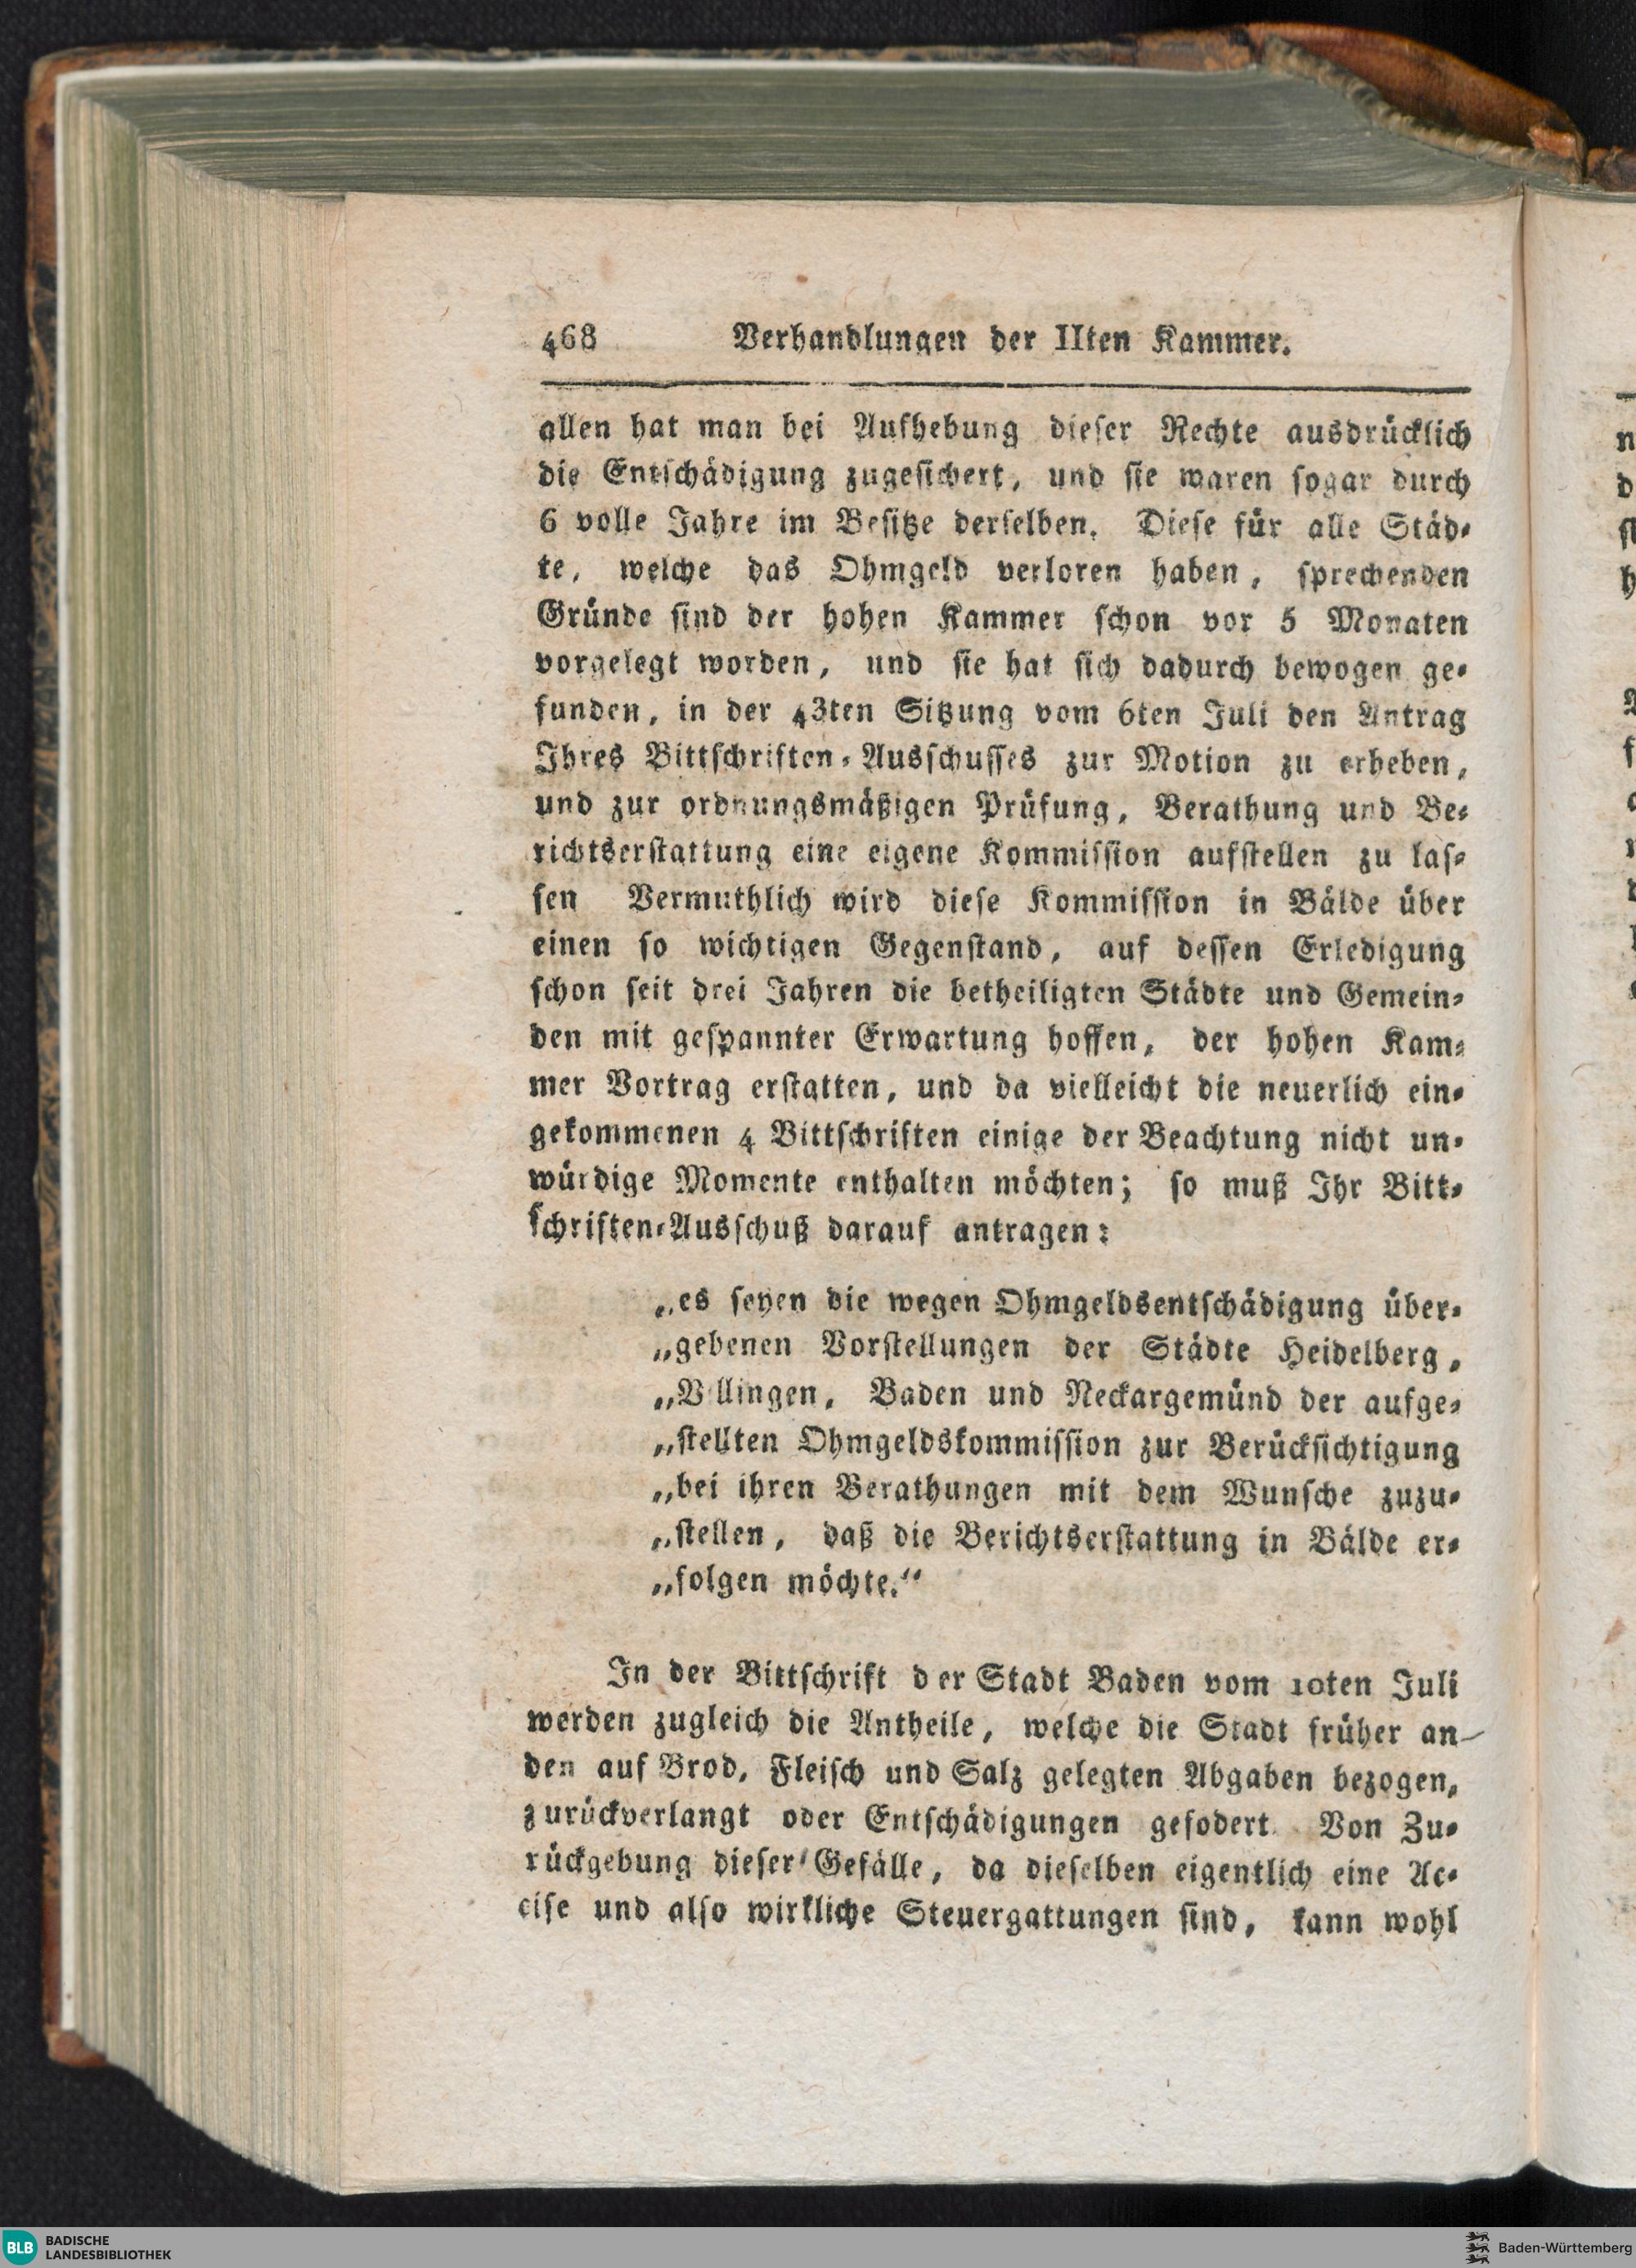 468 Verhandlungen der IIten Kammer.
allen hat man bei Aufhebung dieser Rechte ausdrücklich
die Entschädigung zugesichert, und sie waren sogar durch
6 volle Jahre im Besitze derselben. Diese für alle Städ-
te, welche das Ohmgeld verloren haben, sprechenden
Gründe sind der hohen Kammer schon vor 5 Monaten
vorgelegt worden, und sie hat sich dadurch bewogen ge-
funden, in der 43ten Sitzung vom 6ten Juli den Antrag
Ihres Bittschriften-Ausschusses zur Motion zu erheben,
und zur ordnungsmäßigen Prüfung, Berathung und Be-
richtserstattung eine eigene Kommission aufstellen zu las-
sen Vermuthlich wird diese Kommission in Bälde über
einen so wichtigen Gegenstand, auf dessen Erledigung
schon seit drei Jahren die betheiligten Städte und Gemein-
den mit gespannter Erwartung hoffen, der hohen Kam-
mer Vortrag erstatten, und da vielleicht die neuerlich ein-
gekommenen 4 Bittschriften einige der Beachtung nicht un-
würdige Momente enthalten möchten; so muß Ihr Bitt-
schriften-Ausschuß darauf antragen:
„es seyen die wegen Ohmgeldsentschädigung über-
„gebenen Vorstellungen der Städte Heidelberg,
„Villingen, Baden und Neckargemünd der aufge-
„stellten Ohmgeldskommission zur Berücksichtigung
„bei ihren Berathungen mit dem Wunsche zuzu-
„stellen, daß die Berichtserstattung in Bälde er-
„folgen möchte.“
In der Bittschrift der Stadt Baden vom 10ten Juli
werden zugleich die Antheile, welche die Stadt früher an
den auf Brod, Fleisch und Salz gelegten Abgaben bezogen,
zurückverlangt oder Entschädigungen gefodert. Von Zu-
rückgebung dieser Gefälle, da dieselben eigentlich eine Ac-
cise und also wirkliche Steuergattungen sind, kann wohl
BLB BADISCHE
LANDESBIBLIOTHEK
Baden-Württemberg